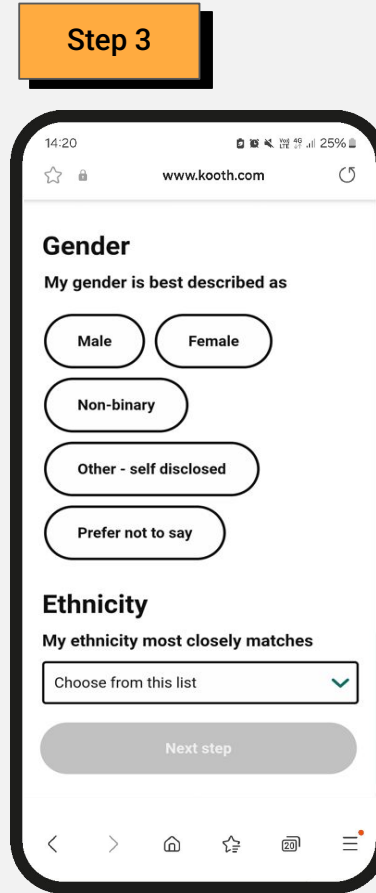 Step 3
14:20
25%
www.kooth.com
Gender
My gender is best described as
Male Female
Non-binary
Other - self disclosed
Prefer not to say
Ethnicity
My ethnicity most closely matches
Choose from this list
Next step
20